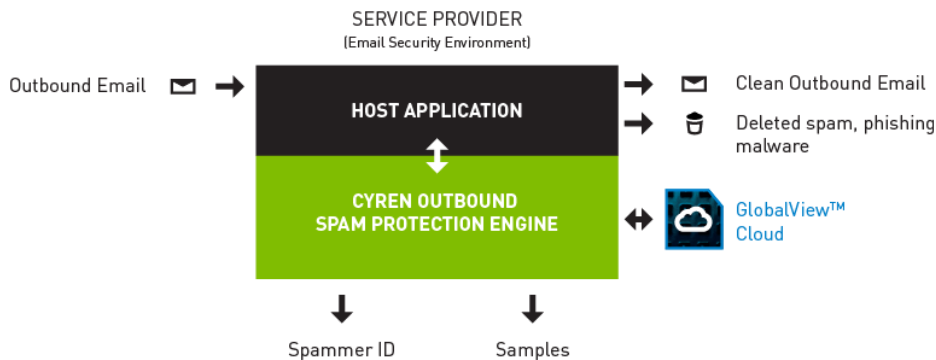 SERVICE PROVIDER
(Email Security Environment)
Outbound Email
HOST APPLICATION
Clean Outbound Email
Deleted spam, phishing
malware
CYREN OUTBOUND
SPAM PROTECTION ENGINE
GlobalView™
Cloud
Spammer ID
Samples